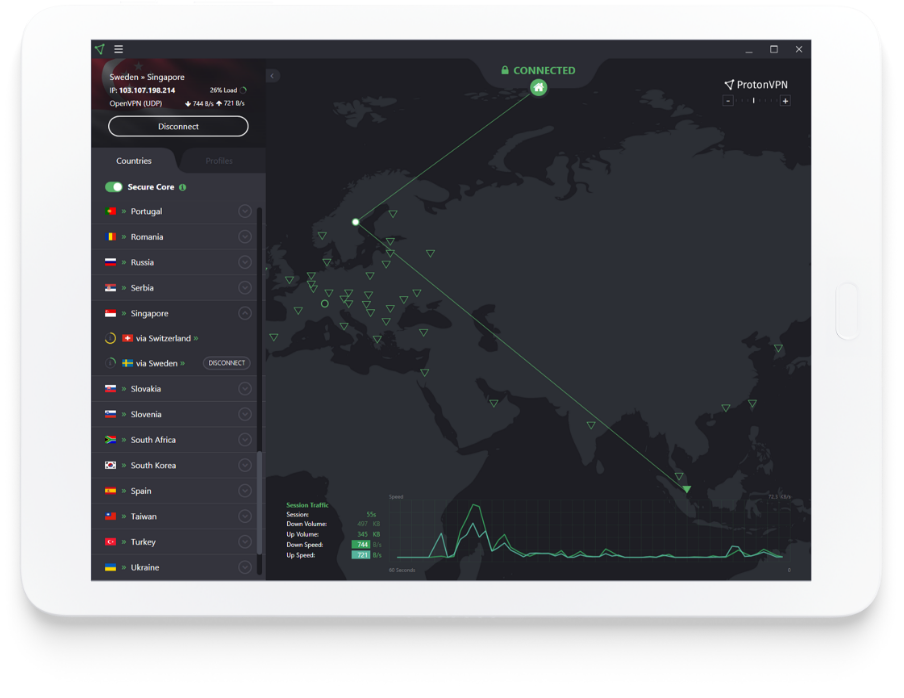 Sweden » Singapore
IP: 103.107.198.214
26% Load
OpenVPN (UDP)
744 B/s
721 B/s
Disconnect
Countries
Profiles
Secure Core
» Portugal
» Romania
» Russia
» Serbia
» Singapore
via Switzerland »
via Sweden »
DISCONNECT
» Slovakia
» Slovenia
» South Africa
» South Korea
» Spain
» Taiwan
» Turkey
» Ukraine
CONNECTED
ProtonVPN
- +
Session Traffic
Session: 55s
Down Volume: 497 KB
Up Volume: 345 KB
Down Speed: 744 B/s
Up Speed: 721 B/s
Speed
60 Seconds
0